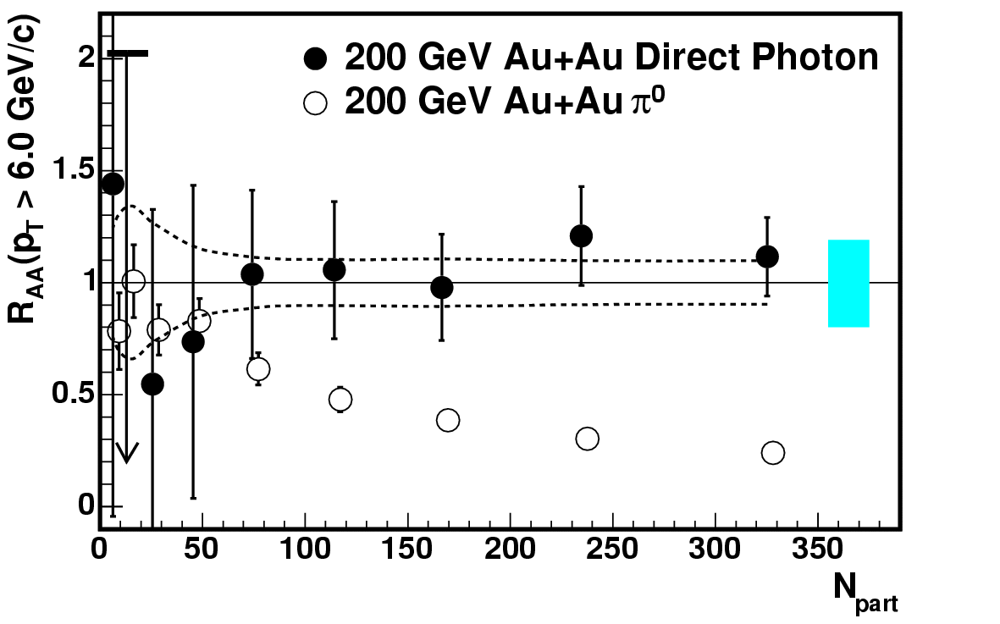 R_AA(p_T > 6.0 GeV/c)
200 GeV Au+Au Direct Photon
200 GeV Au+Au π⁰
2
1.5
1
0.5
0
0 50 100 150 200 250 300 350
N_part